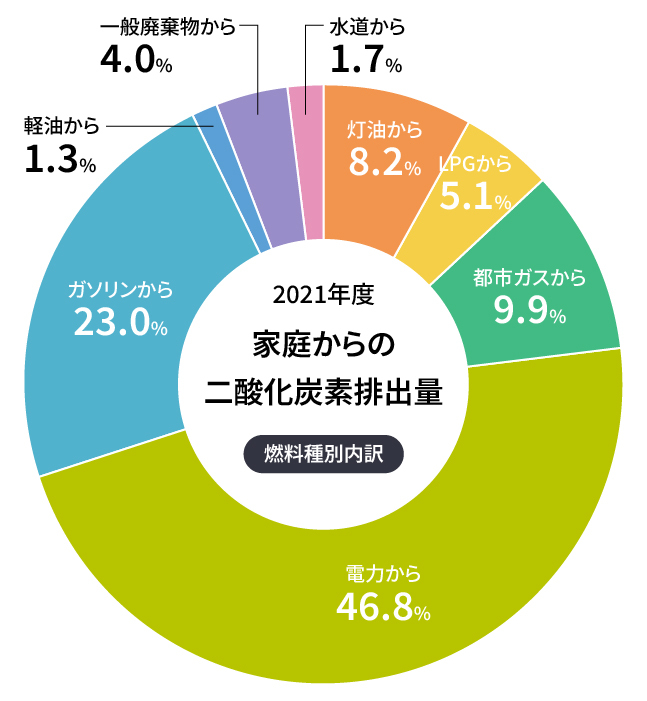 一般廃棄物から
4.0%
水道から
1.7%
軽油から
1.3%
灯油から
8.2%
LPGから
5.1%
ガソリンから
23.0%
都市ガスから
9.9%
2021年度
家庭からの
二酸化炭素排出量
燃料種別内訳
電力から
46.8%